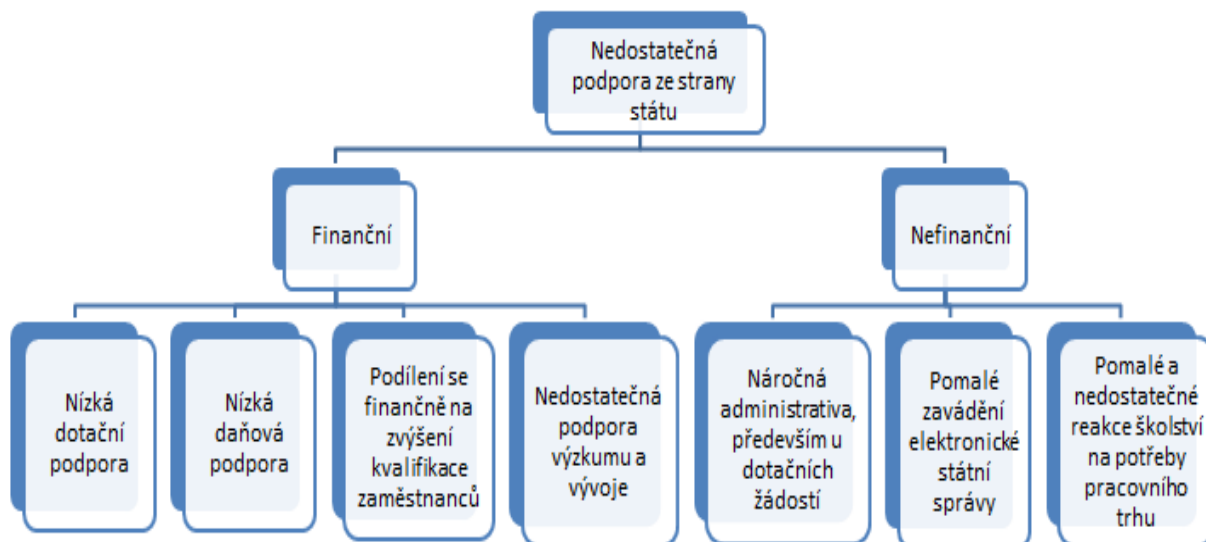 Nedostatečná
podpora ze strany
státu
Finanční
Nefinanční
Nízká
dotační
podpora
Nízká
daňová
podpora
Podílení se
finančně na
zvýšení
kvalifikace
zaměstnanců
Nedostatečná
podpora
výzkumu a
vývoje
Náročná
administrativa,
především u
dotačních
žádostí
Pomalé
zavádění
elektronické
státní
správy
Pomalé a
nedostatečné
reakce školství
na potřeby
pracovního
trhu